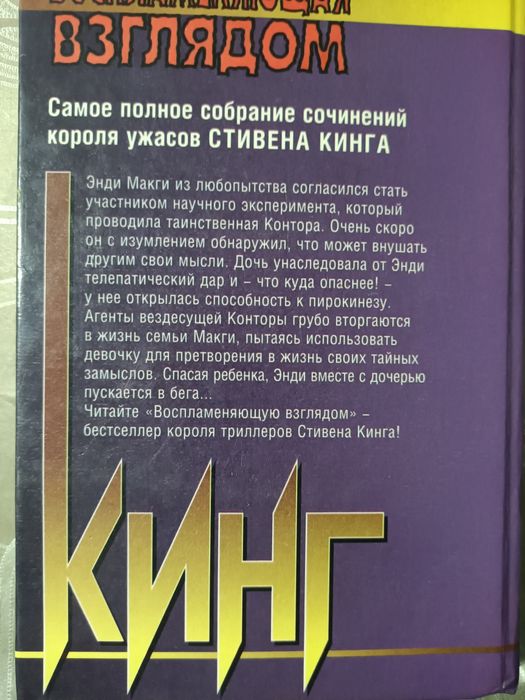 ВОСПЛАМЕНЯЮЩАЯ
ВЗГЛЯДОМ
Самое полное собрание сочинений
короля ужасов СТИВЕНА КИНГА
Энди Макги из любопытства согласился стать
участником научного эксперимента, который
проводила таинственная Контора. Очень скоро
он с изумлением обнаружил, что может внушать
другим свои мысли. Дочь унаследовала от Энди
телепатический дар и – что куда опаснее! –
у нее открылась способность к пирокинезу.
Агенты вездесущей Конторы грубо вторгаются
в жизнь семьи Макги, пытаясь использовать
девочку для претворения в жизнь своих тайных
замыслов. Спасая ребенка, Энди вместе с дочерью
пускается в бега...
Читайте «Воспламеняющую взглядом» –
бестселлер короля триллеров Стивена Кинга!
КИНГ